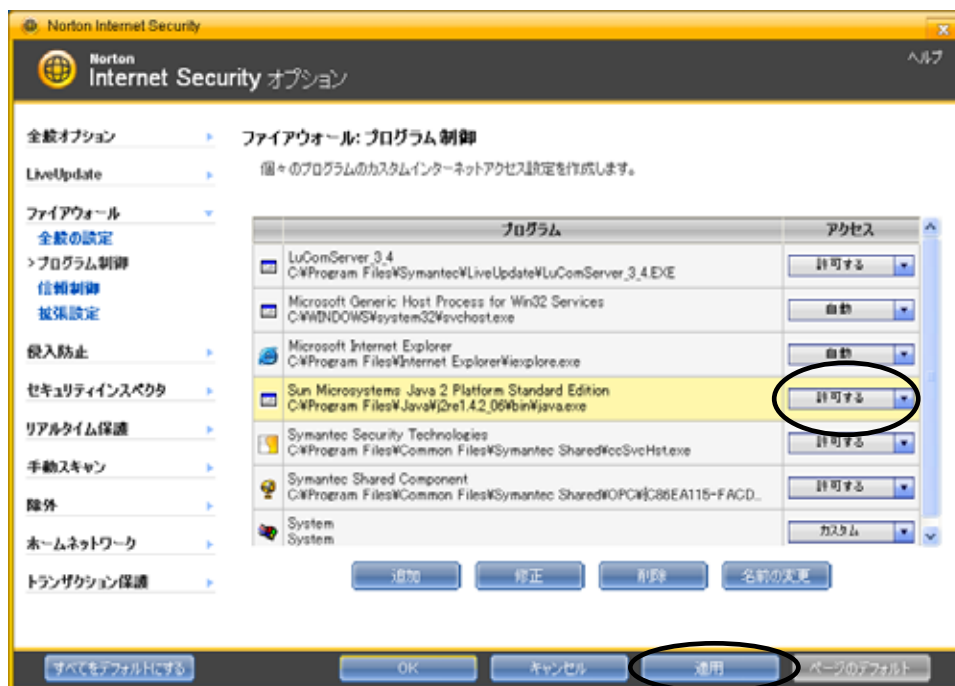 Norton Internet Security
ヘルプ
Norton
Internet Security オプション
全般オプション
LiveUpdate
ファイアウォール
全般の設定
>プログラム制御
信頼制御
拡張設定
侵入防止
セキュリティインスペクタ
リアルタイム保護
手動スキャン
除外
ホームネットワーク
トランザクション保護
ファイアウォール: プログラム制御
個々のプログラムのカスタムインターネットアクセス設定を作成します。
プログラム アクセス
LuComServer_3_4 許可する
C:¥Program Files¥Symantec¥LiveUpdate¥LuComServer_3_4.EXE
Microsoft Generic Host Process for Win32 Services 自動
C:¥WINDOWS¥system32¥svchost.exe
Microsoft Internet Explorer 自動
C:¥Program Files¥Internet Explorer¥iexplore.exe
Sun Microsystems Java 2 Platform Standard Edition 許可する
C:¥Program Files¥Java¥j2re1.4.2_06¥bin¥java.exe
Symantec Security Technologies 許可する
C:¥Program Files¥Common Files¥Symantec Shared¥ccSvcHst.exe
Symantec Shared Component 許可する
C:¥Program Files¥Common Files¥Symantec Shared¥OPC¥{C86EA115-FACD...
System カスタム
System
追加 修正 削除 名前の変更
すべてをデフォルトにする OK キャンセル 適用 ページのデフォルト